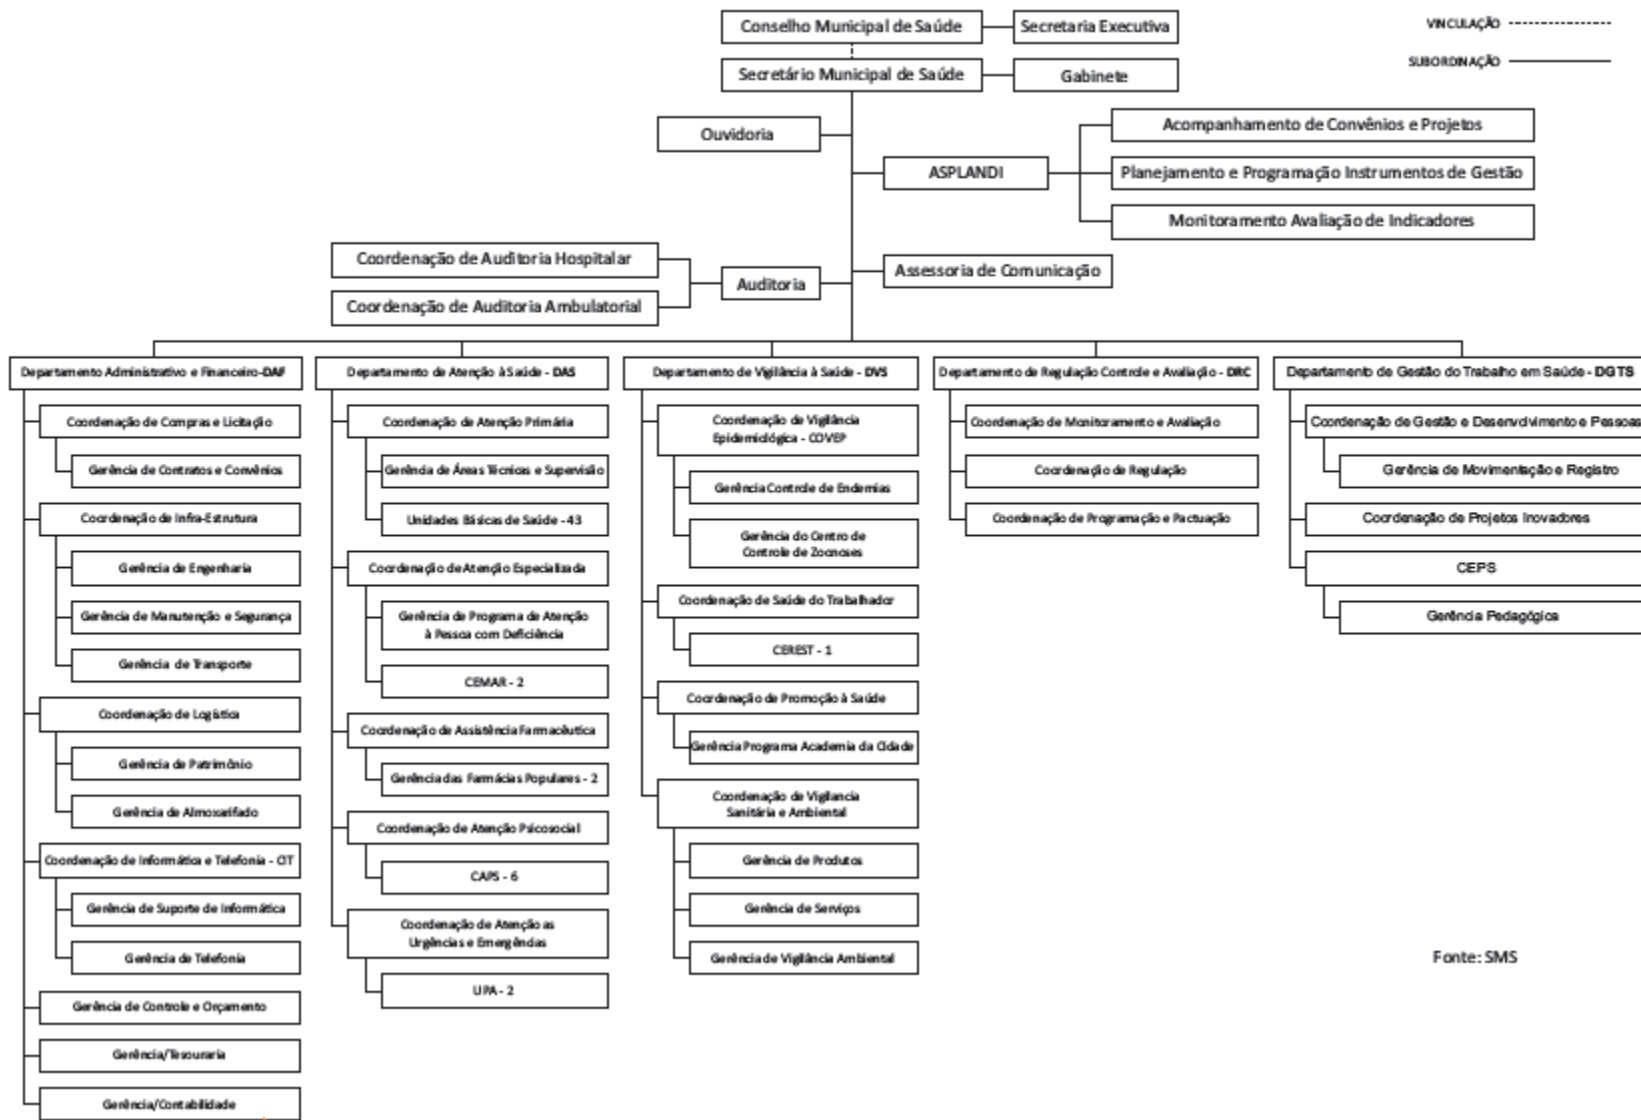 Conselho Municipal de Saúde
Secretaria Executiva
VINCULAÇÃO
Secretário Municipal de Saúde
Gabinete
SUBORDINAÇÃO
Ouvidoria
ASPLANDI
Acompanhamento de Convênios e Projetos
Planejamento e Programação Instrumentos de Gestão
Monitoramento Avaliação de Indicadores
Coordenação de Auditoria Hospitalar
Coordenação de Auditoria Ambulatorial
Auditoria
Assessoria de Comunicação
Departamento Administrativo e Financeiro-DAF
Coordenação de Compras e Licitação
Gerência de Contratos e Convênios
Coordenação de Infra-Estrutura
Gerência de Engenharia
Gerência de Manutenção e Segurança
Gerência de Transporte
Coordenação de Logística
Gerência de Patrimônio
Gerência de Almoxarifado
Coordenação de Informática e Telefonia - CIT
Gerência de Suporte de Informática
Gerência de Telefonia
Gerência de Controle e Orçamento
Gerência/Tesouraria
Gerência/Contabilidade
Departamento de Atenção à Saúde - DAS
Coordenação de Atenção Primária
Gerência de Áreas Técnicas e Supervisão
Unidades Básicas de Saúde - 43
Coordenação de Atenção Especializada
Gerência de Programa de Atenção
à Pessoa com Deficiência
CEMAR - 2
Coordenação de Assistência Farmacêutica
Gerência das Farmácias Populares - 2
Coordenação de Atenção Psicosocial
CAPS - 6
Coordenação de Atenção as
Urgências e Emergências
UPA - 2
Departamento de Vigilância à Saúde - DVS
Coordenação de Vigilância
Epidemiológica - COVEP
Gerência Controle de Endemias
Gerência do Centro de
Controle de Zoonoses
Coordenação de Saúde do Trabalhador
CEREST - 1
Coordenação de Promoção à Saúde
Gerência Programa Academia da Cidade
Coordenação de Vigilancia
Sanitária e Ambiental
Gerência de Produtos
Gerência de Serviços
Gerência de Vigilância Ambiental
Departamento de Regulação Controle e Avaliação - DRC
Coordenação de Monitoramento e Avaliação
Coordenação de Regulação
Coordenação de Programação e Pactuação
Departamento de Gestão do Trabalho em Saúde - DGTS
Coordenação de Gestão e Desenvolvimento e Pessoas
Gerência de Movimentação e Registro
Coordenação de Projetos Inovadores
CEPS
Gerência Pedagógica
Fonte: SMS